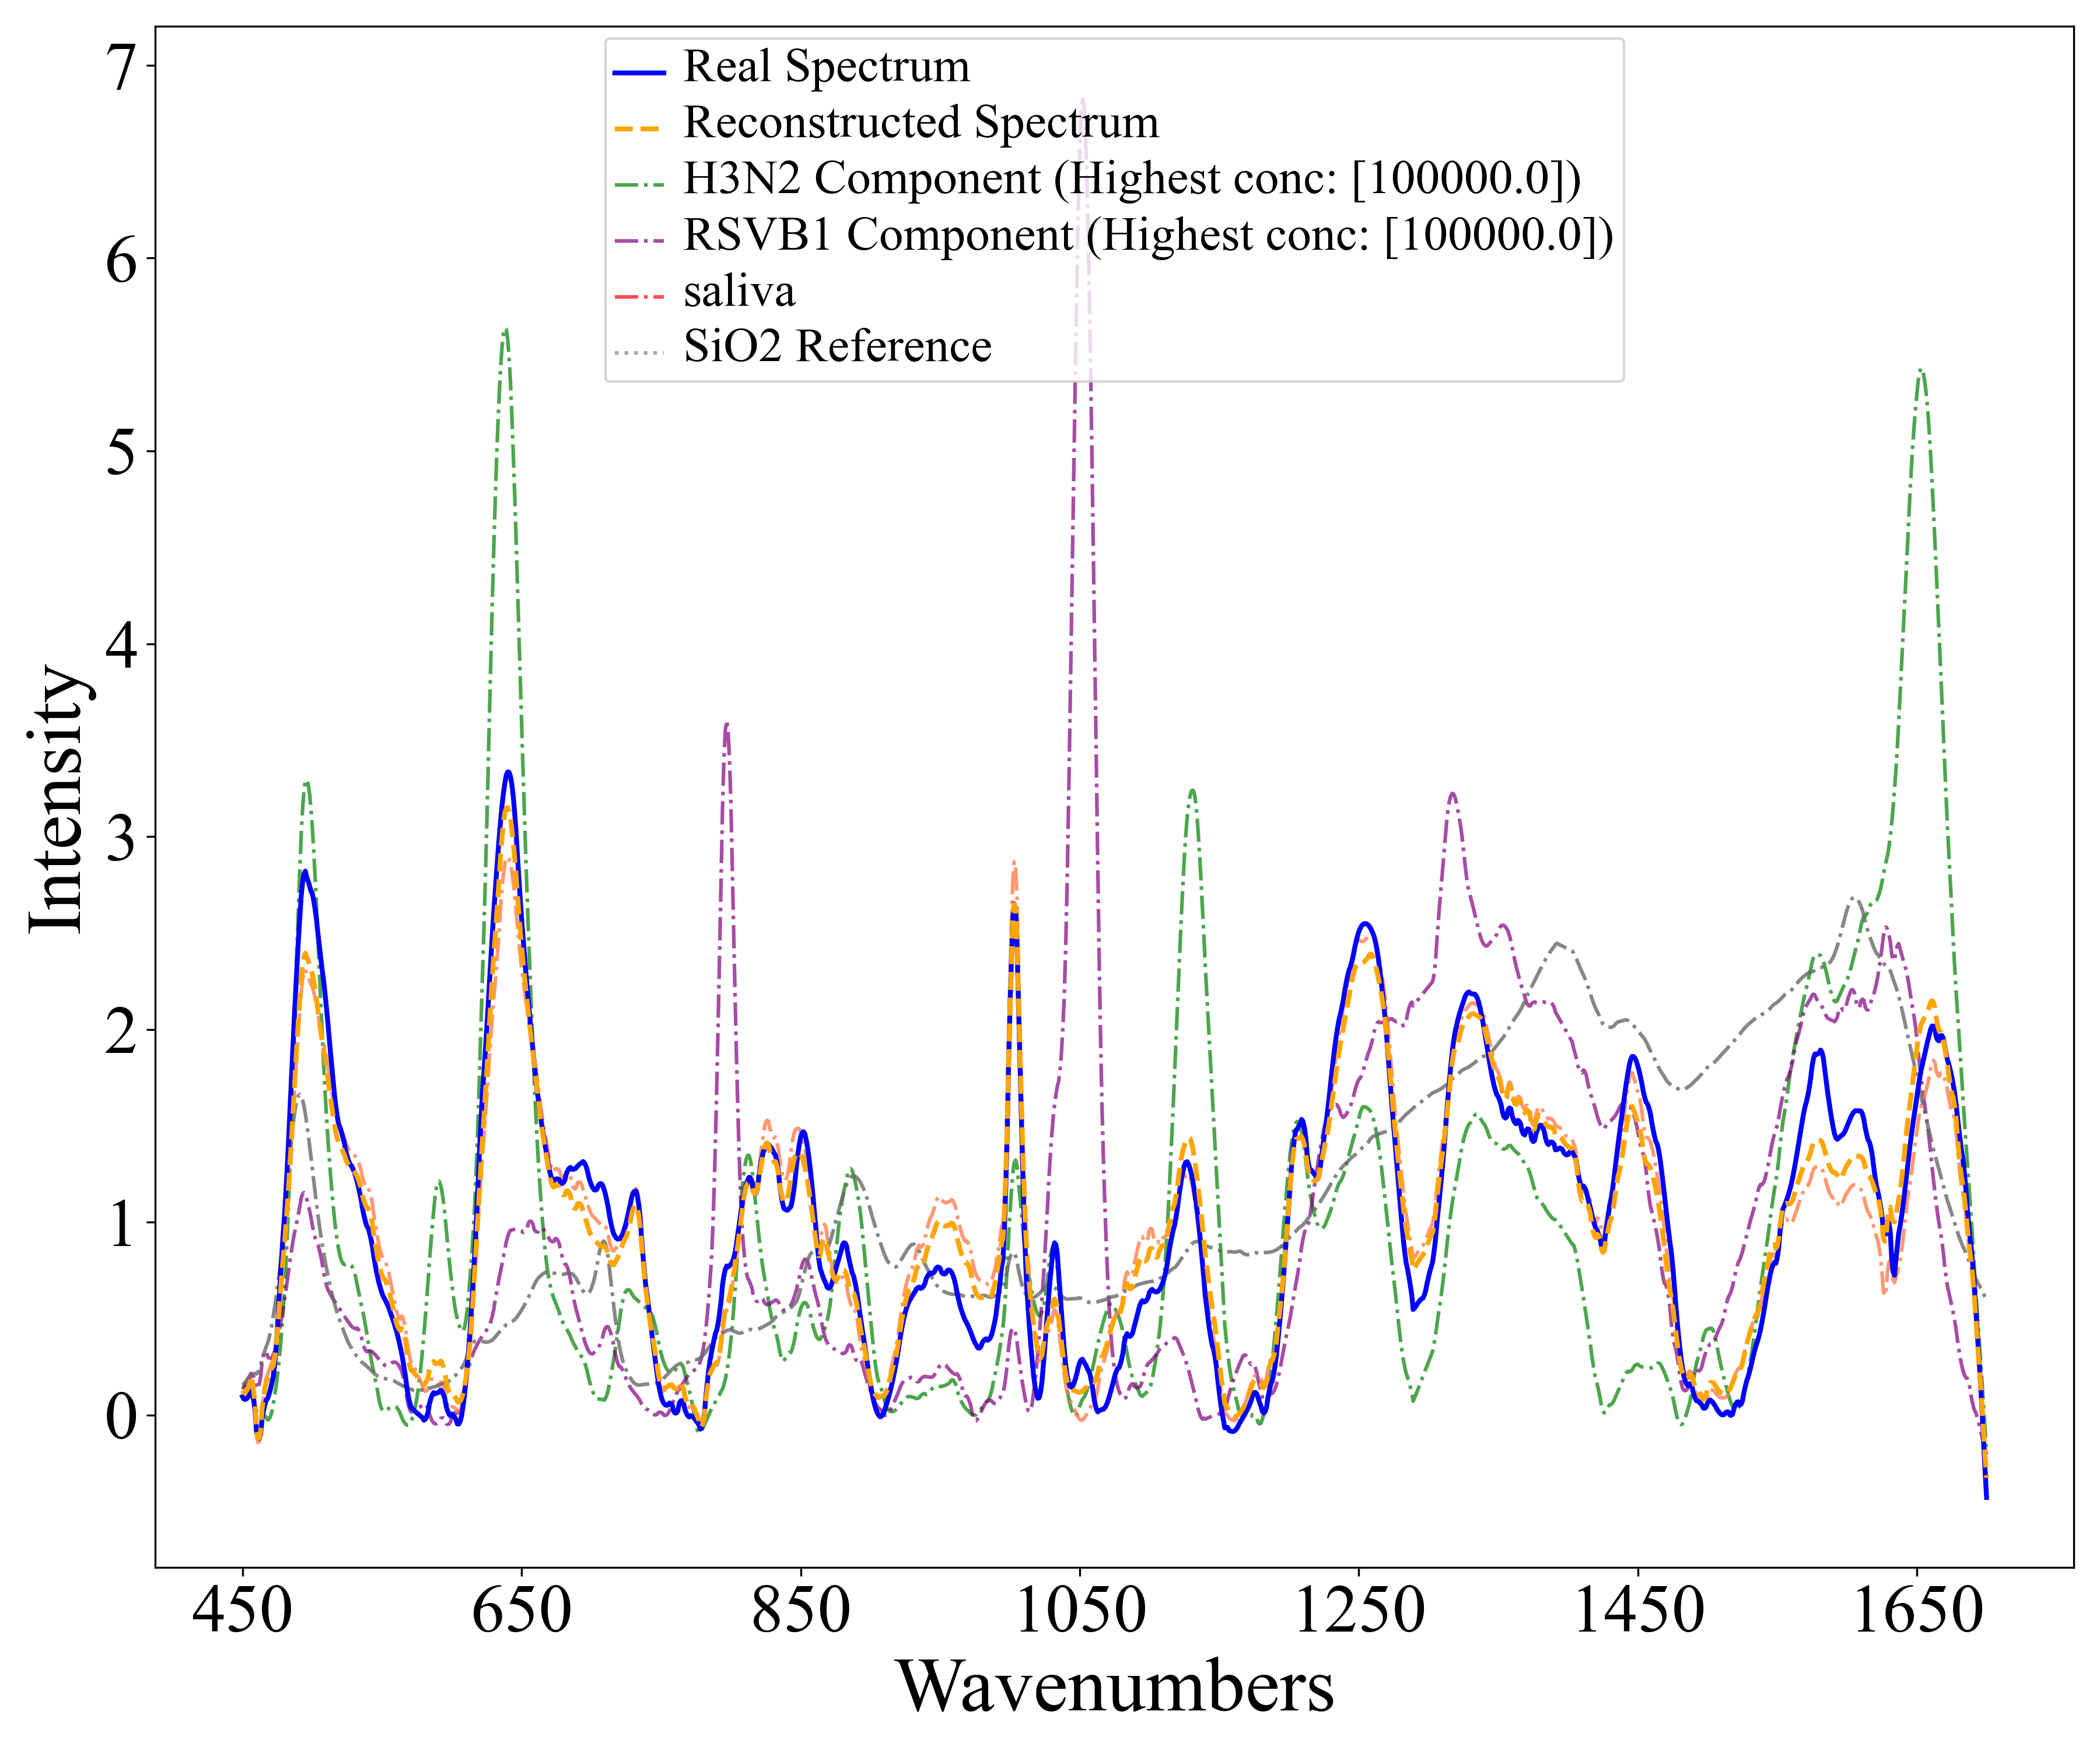 Real Spectrum
Reconstructed Spectrum
H3N2 Component (Highest conc: [100000.0])
RSVB1 Component (Highest conc: [100000.0])
saliva
SiO2 Reference
7
6
5
4
3
2
1
0
Intensity
450 650 850 1050 1250 1450 1650
Wavenumbers